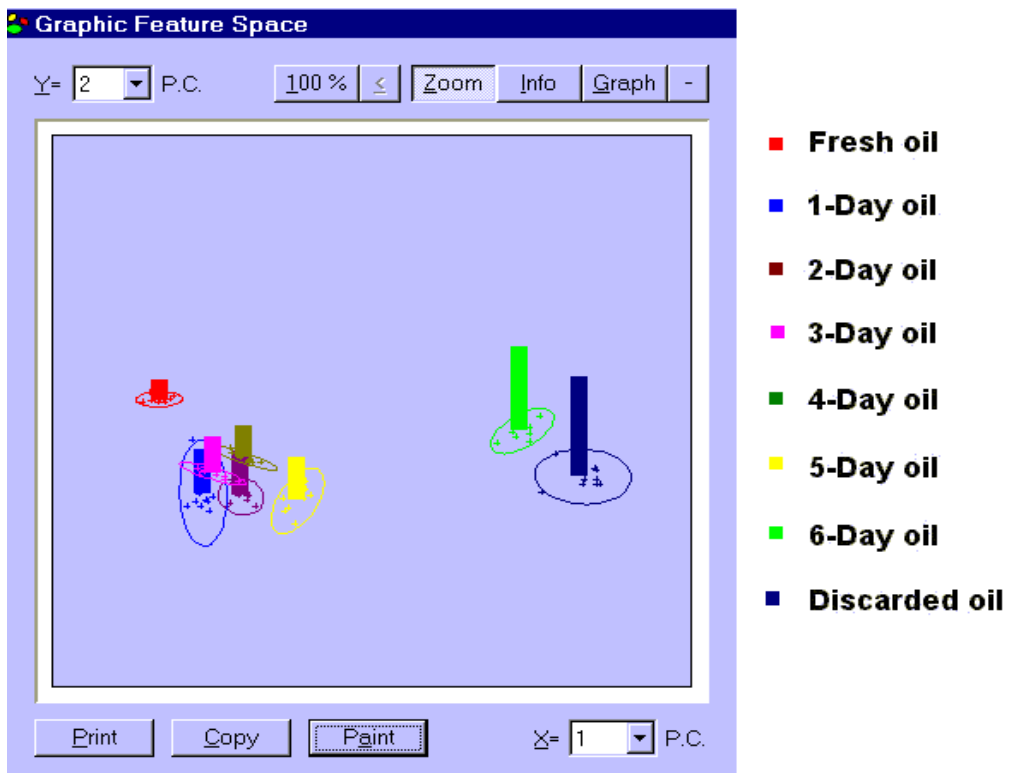 Graphic Feature Space
Y= 2 P.C. 100 % < Zoom Info Graph -
Fresh oil
1-Day oil
2-Day oil
3-Day oil
4-Day oil
5-Day oil
6-Day oil
Discarded oil
Print Copy Paint X= 1 P.C.